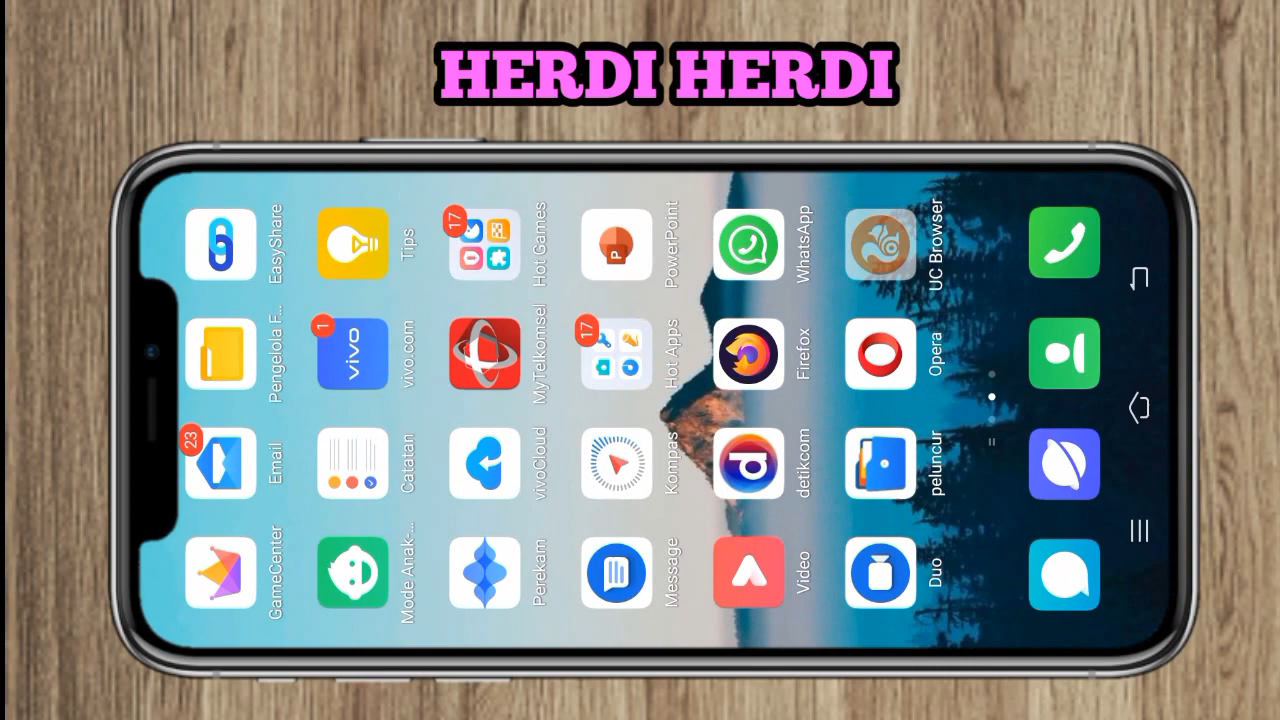 HERDI HERDI
GameCenter
Email
23
Pengelola F...
EasyShare
Mode Anak-...
Catatan
vivo
1
vivo.com
Tips
Perekam
vivoCloud
MyTelkomsel
17
Hot Games
Message
Kompas
17
Hot Apps
P
PowerPoint
Video
d
detikcom
Firefox
WhatsApp
Duo
peluncur
Opera
UC Browser